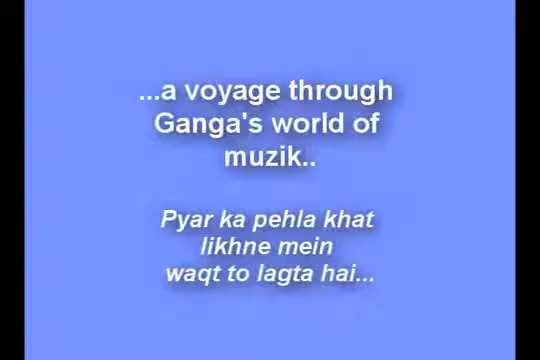 ...a voyage through
Ganga's world of
muzik..
Pyar ka pehla khat
likhne mein
waqt to lagta hai...